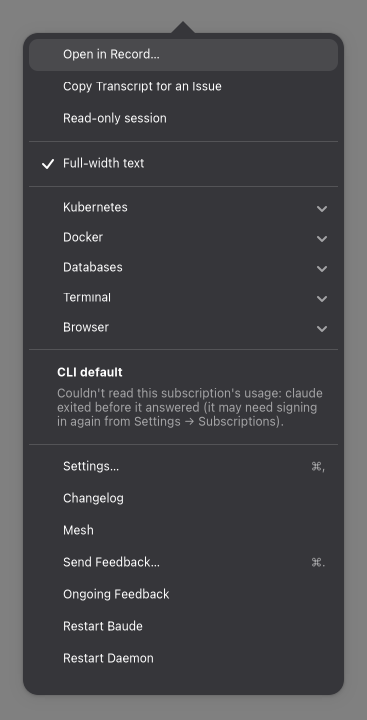 Open in Record...
Copy Transcript for an Issue
Read-only session
Full-width text
Kubernetes
Docker
Databases
Terminal
Browser
CLI default
Couldn't read this subscription's usage: claude
exited before it answered (it may need signing
in again from Settings → Subscriptions).
Settings... ⌘,
Changelog
Mesh
Send Feedback... ⌘.
Ongoing Feedback
Restart Baude
Restart Daemon